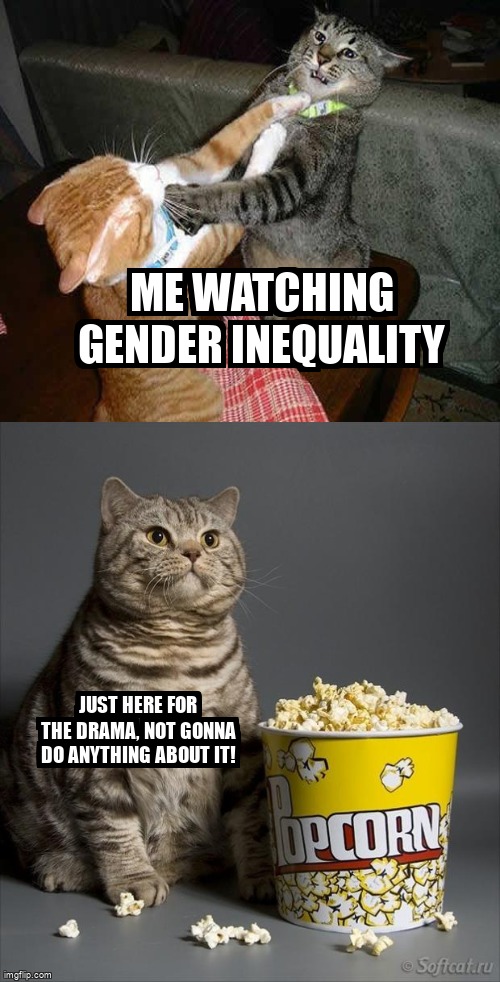 ME WATCHING
GENDER INEQUALITY
JUST HERE FOR
THE DRAMA, NOT GONNA
DO ANYTHING ABOUT IT!
POPCORN
© Softcat.ru
imgflip.com